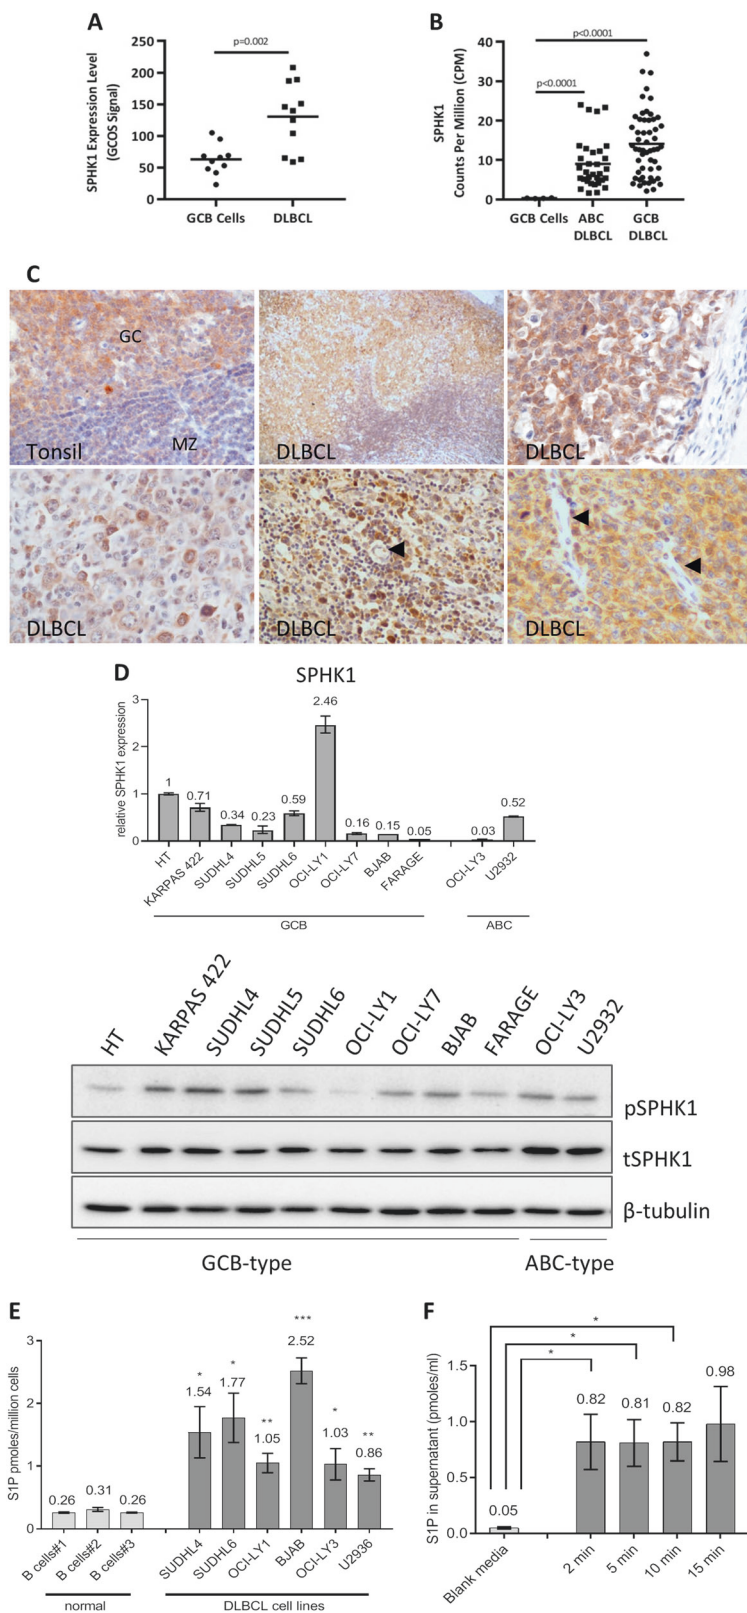 A
p=0.002
SPHK1 Expression Level
(GCOS Signal)
250
200
150
100
50
0
GCB Cells
DLBCL
B
p<0.0001
p<0.0001
SPHK1
Counts Per Million (CPM)
40
30
20
10
0
GCB Cells
ABC
DLBCL
GCB
DLBCL
C
GC
MZ
Tonsil
DLBCL
DLBCL
DLBCL
DLBCL
DLBCL
D
SPHK1
relative SPHK1 expression
3
2
1
0
1
0.71
0.34
0.23
0.59
2.46
0.16
0.15
0.05
0.03
0.52
HT
KARPAS 422
SUDHL4
SUDHL5
SUDHL6
OCI-LY1
OCI-LY7
BJAB
FARAGE
OCI-LY3
U2932
GCB
ABC
HT
KARPAS 422
SUDHL4
SUDHL5
SUDHL6
OCI-LY1
OCI-LY7
BJAB
FARAGE
OCI-LY3
U2932
pSPHK1
tSPHK1
β-tubulin
GCB-type
ABC-type
E
S1P pmoles/million cells
3
2
1
0
0.26
0.31
0.26
*
1.54
*
1.77
**
1.05
***
2.52
*
1.03
**
0.86
B cells#1
B cells#2
B cells#3
SUDHL4
SUDHL6
OCI-LY1
BJAB
OCI-LY3
U2936
normal
DLBCL cell lines
F
S1P in supernatant (pmoles/ml)
1.5
1.0
0.5
0.0
*
*
*
0.05
0.82
0.81
0.82
0.98
Blank media
2 min
5 min
10 min
15 min